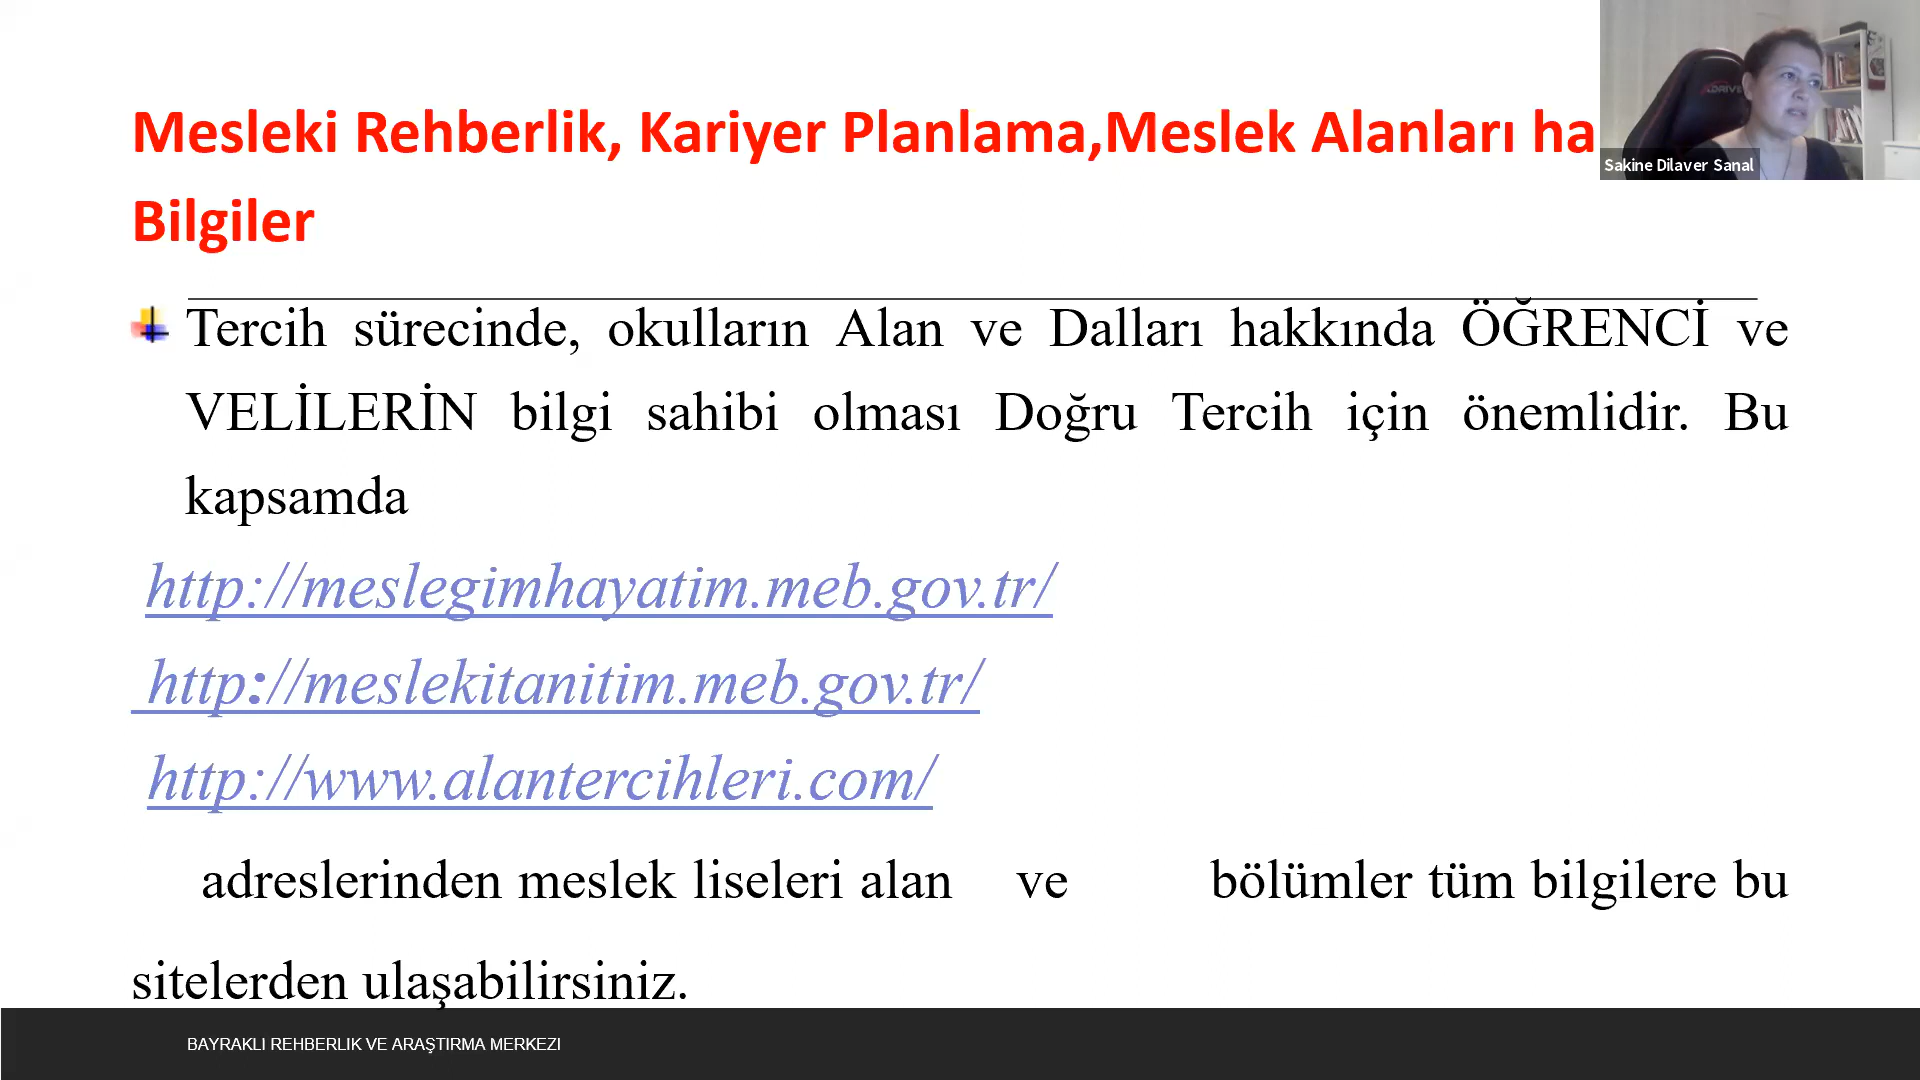 Mesleki Rehberlik, Kariyer Planlama,Meslek Alanları ha
Bilgiler
Sakine Dilaver Sanal
Tercih sürecinde, okulların Alan ve Dalları hakkında ÖĞRENCİ ve
VELİLERİN bilgi sahibi olması Doğru Tercih için önemlidir. Bu
kapsamda
http://meslegimhayatim.meb.gov.tr/
http://meslekitanitim.meb.gov.tr/
http://www.alantercihleri.com/
adreslerinden meslek liseleri alan ve bölümler tüm bilgilere bu
sitelerden ulaşabilirsiniz.
BAYRAKLI REHBERLIK VE ARAŞTIRMA MERKEZI